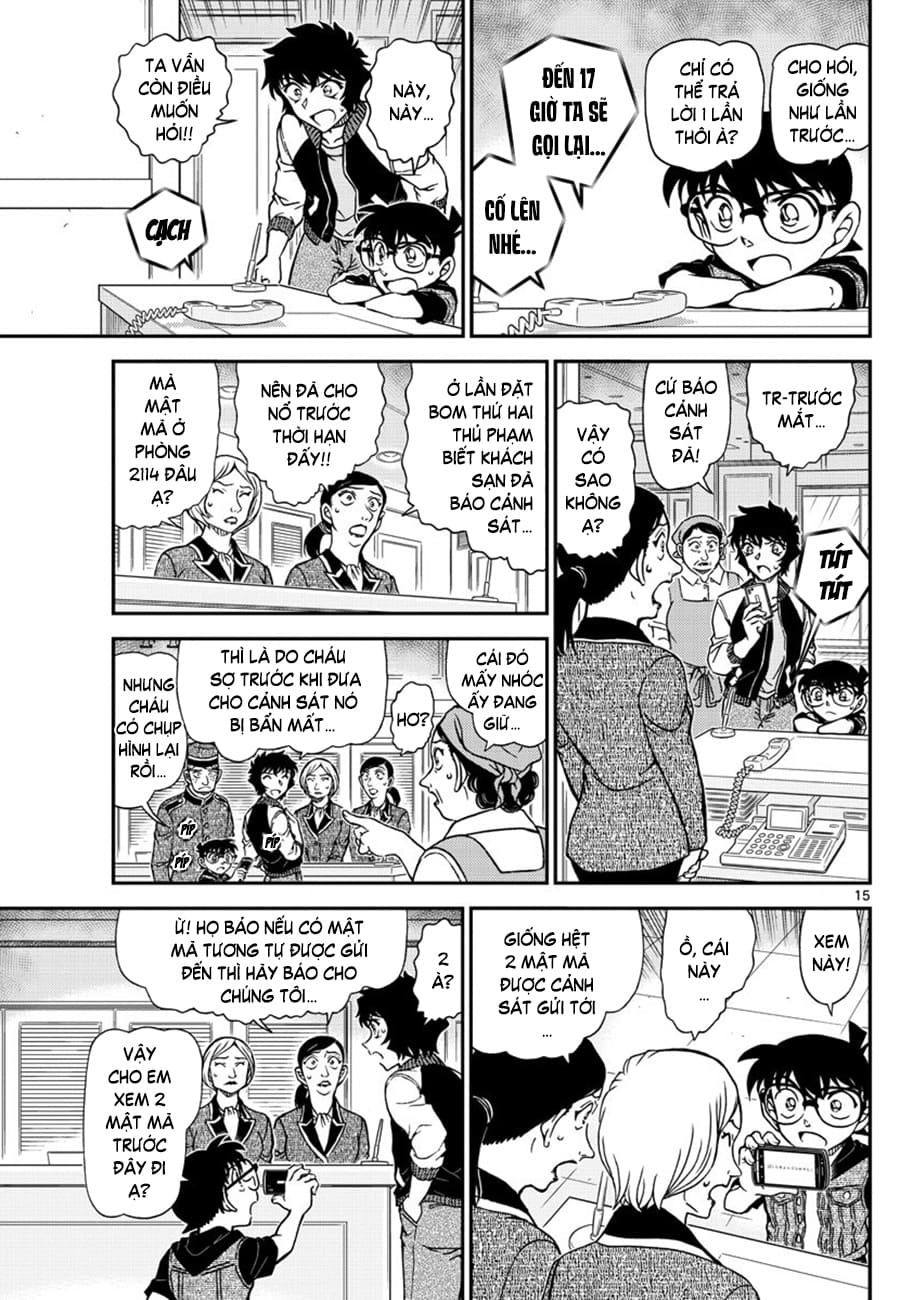 CHO HỎI,
GIỐNG
NHƯ LẦN
TRƯỚC...
CHỈ CÓ
THỂ TRẢ
LỜI 1 LẦN
THÔI À?
ĐẾN 17
GIỜ TA SẼ
GỌI LẠI...
CỐ LÊN
NHÉ...
NÀY,
NÀY...
TA VẪN
CÒN ĐIỀU
MUỐN
HỎI!!
CẠCH
TR-TRƯỚC
MẮT...
CỨ BÁO
CẢNH
SÁT
ĐÃ!
VẬY
CÓ
SAO
KHÔNG
Ạ?
TÚT
TÚT
Ở LẦN ĐẶT
BOM THỨ HAI
THỦ PHẠM
BIẾT KHÁCH
SẠN ĐÃ
BÁO CẢNH
SÁT...
NÊN ĐÃ CHO
NỔ TRƯỚC
THỜI HẠN
ĐẤY!!
MÀ
MẬT
MÃ Ở
PHÒNG
2114 ĐÂU
Ạ?
CÁI ĐÓ
MẤY NHÓC
ẤY ĐANG
GIỮ...
HƠ?
THÌ LÀ DO CHÁU
SỢ TRƯỚC KHI ĐƯA
CHO CẢNH SÁT NÓ
BỊ BẨN MẤT...
NHƯNG
CHÁU
CÓ CHỤP
HÌNH LẠI
RỒI...
PÍP
PÍP
PÍP
15
XEM
NÀY!
Ồ, CÁI
NÀY
...
GIỐNG HỆT
2 MẬT MÃ
ĐƯỢC CẢNH
SÁT GỬI TỚI
...
2
À?
Ừ! HỌ BẢO NẾU CÓ MẬT
MÃ TƯƠNG TỰ ĐƯỢC GỬI
ĐẾN THÌ HÃY BÁO CHO
CHÚNG TÔI...
VẬY
CHO EM
XEM 2
MẬT MÃ
TRƯỚC
ĐÂY ĐI
Ạ?